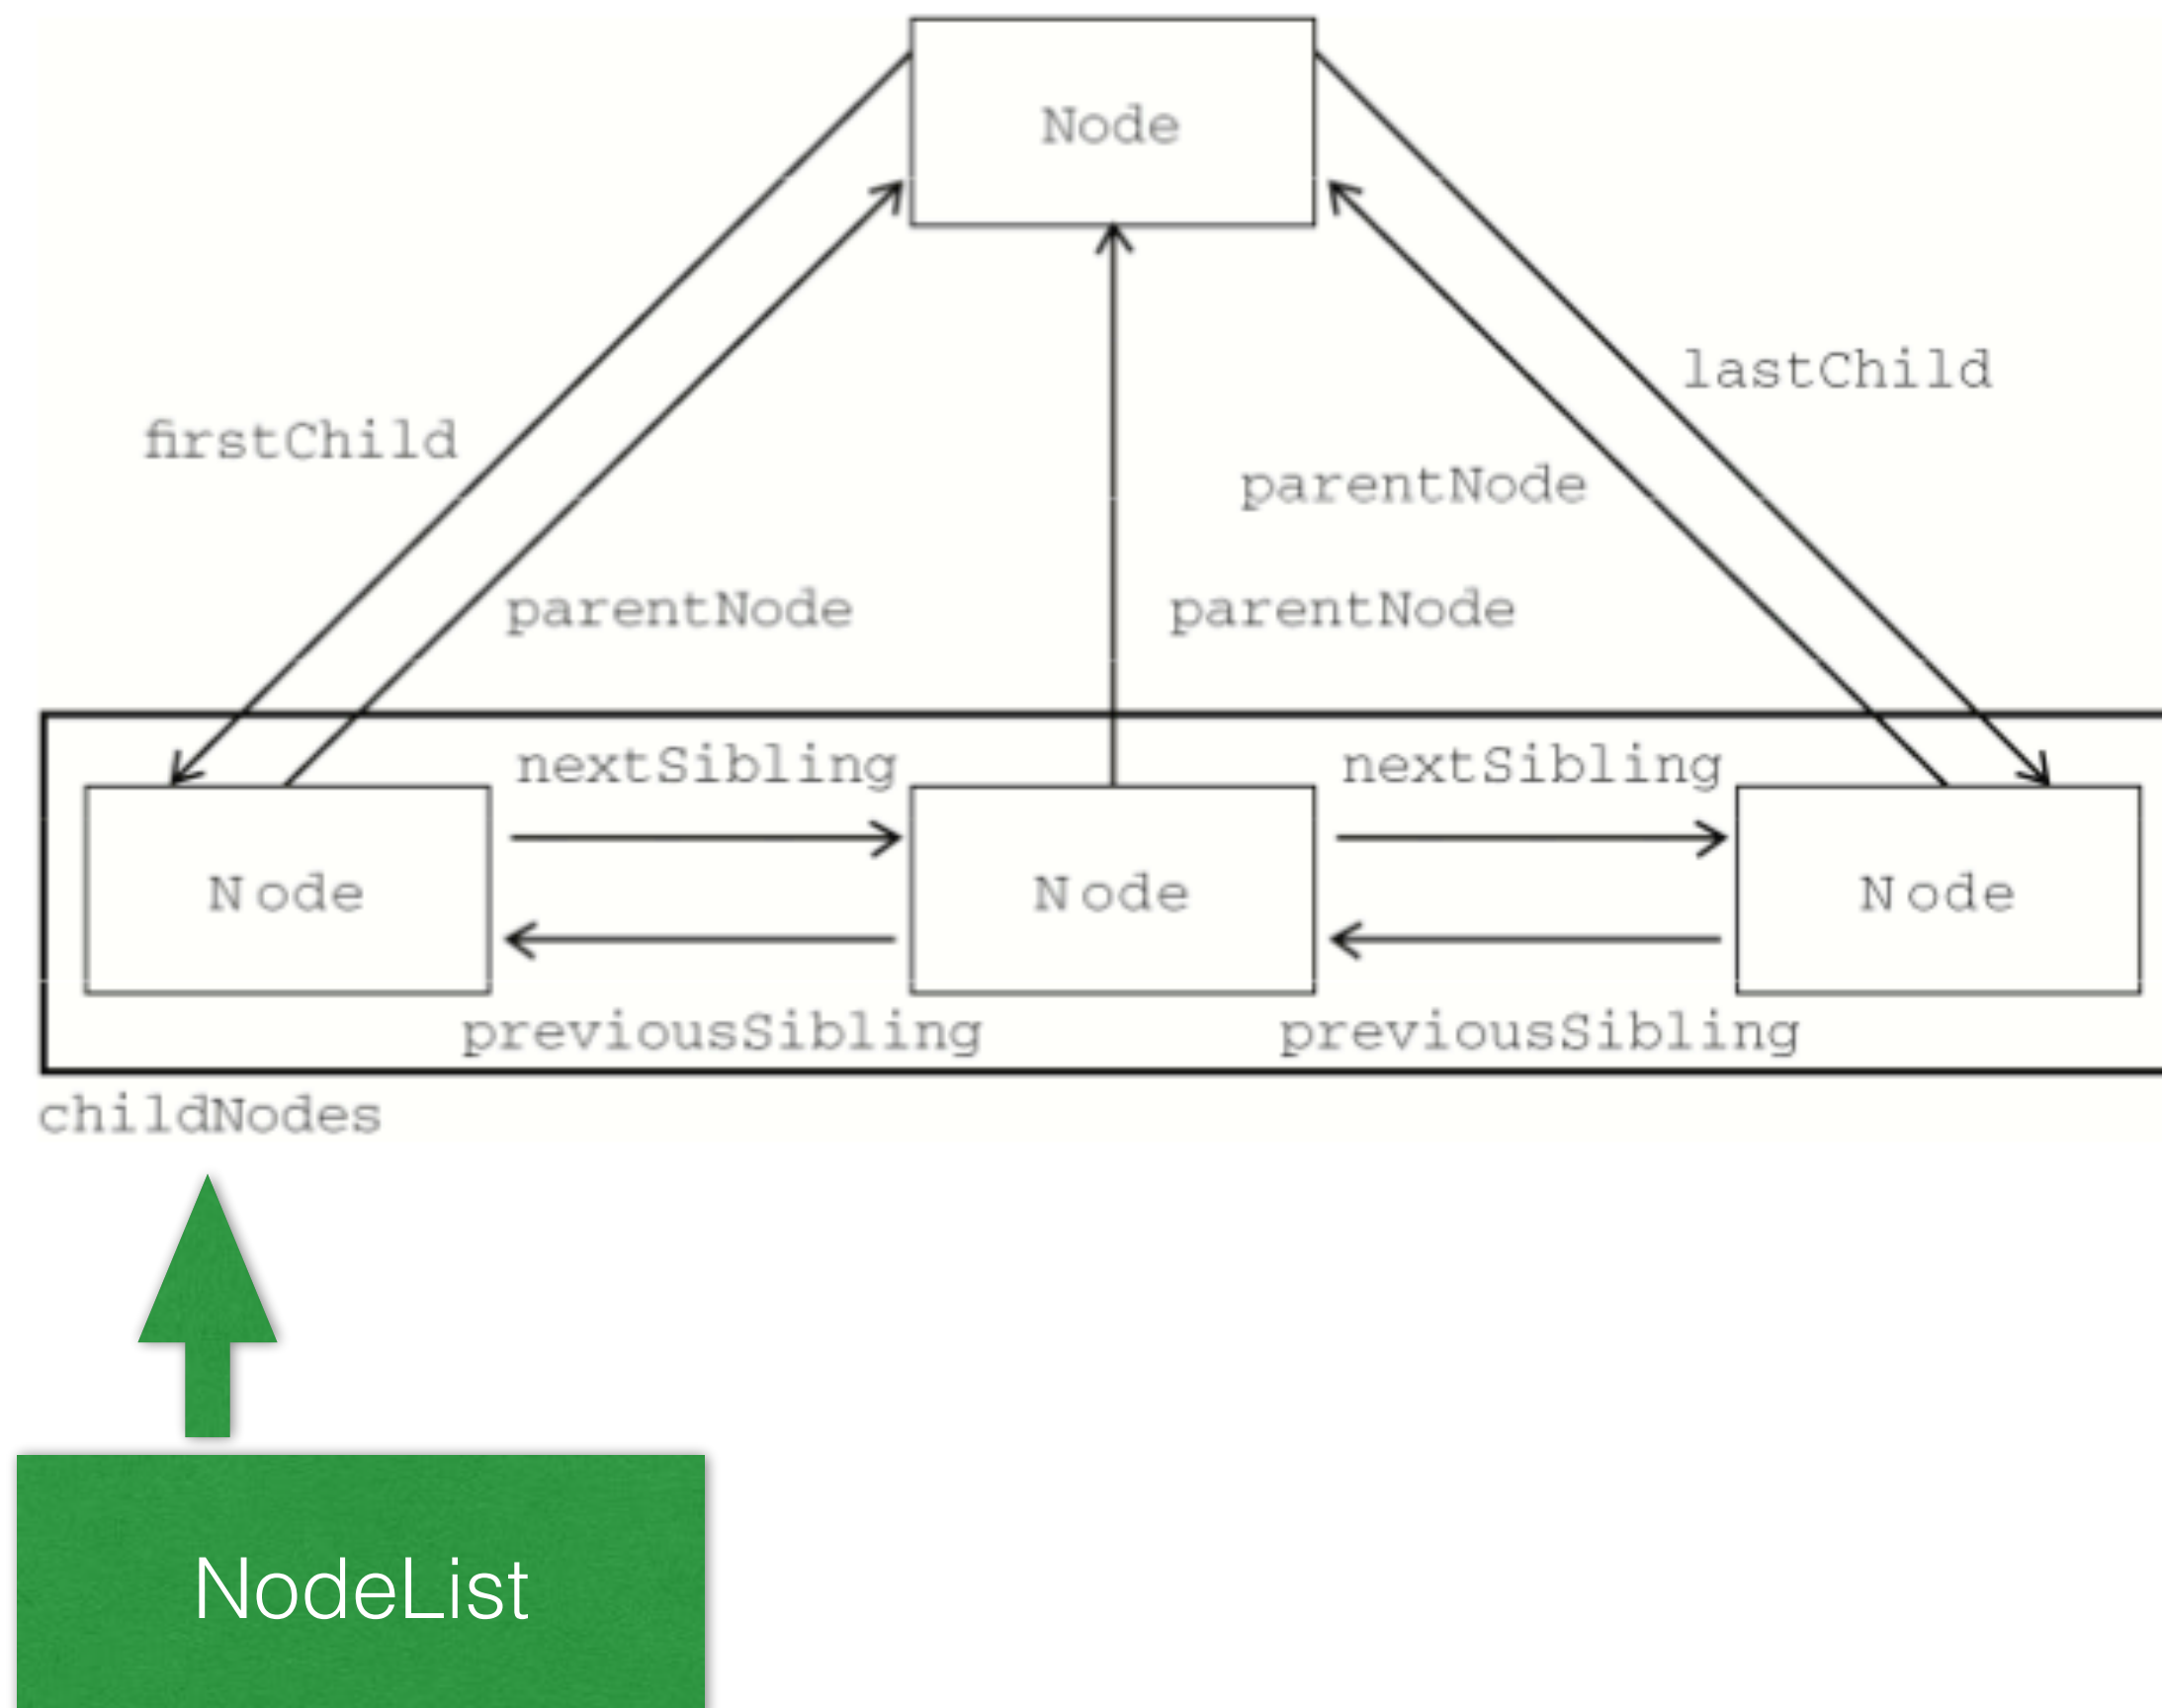 Node
lastChild
firstChild
parentNode
parentNode
parentNode
nextSibling
nextSibling
Node
Node
Node
previousSibling
previousSibling
childNodes
NodeList